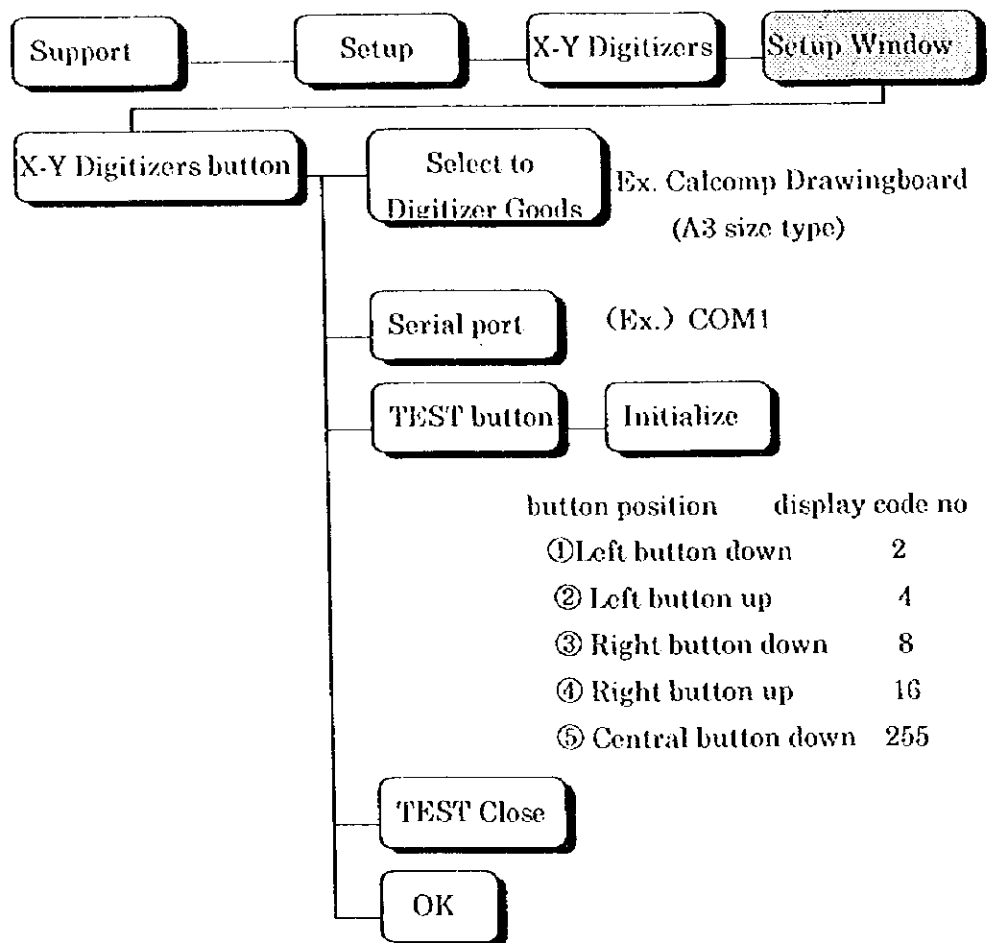 Support
Setup
X-Y Digitizers
Setup Window
X-Y Digitizers button
Select to
Digitizer Goods
Ex. Calcomp Drawingboard
(A3 size type)
Serial port
(Ex.) COM1
TEST button
Initialize
button position display code no
①Left button down 2
② Left button up 4
③ Right button down 8
④ Right button up 16
⑤ Central button down 255
TEST Close
OK